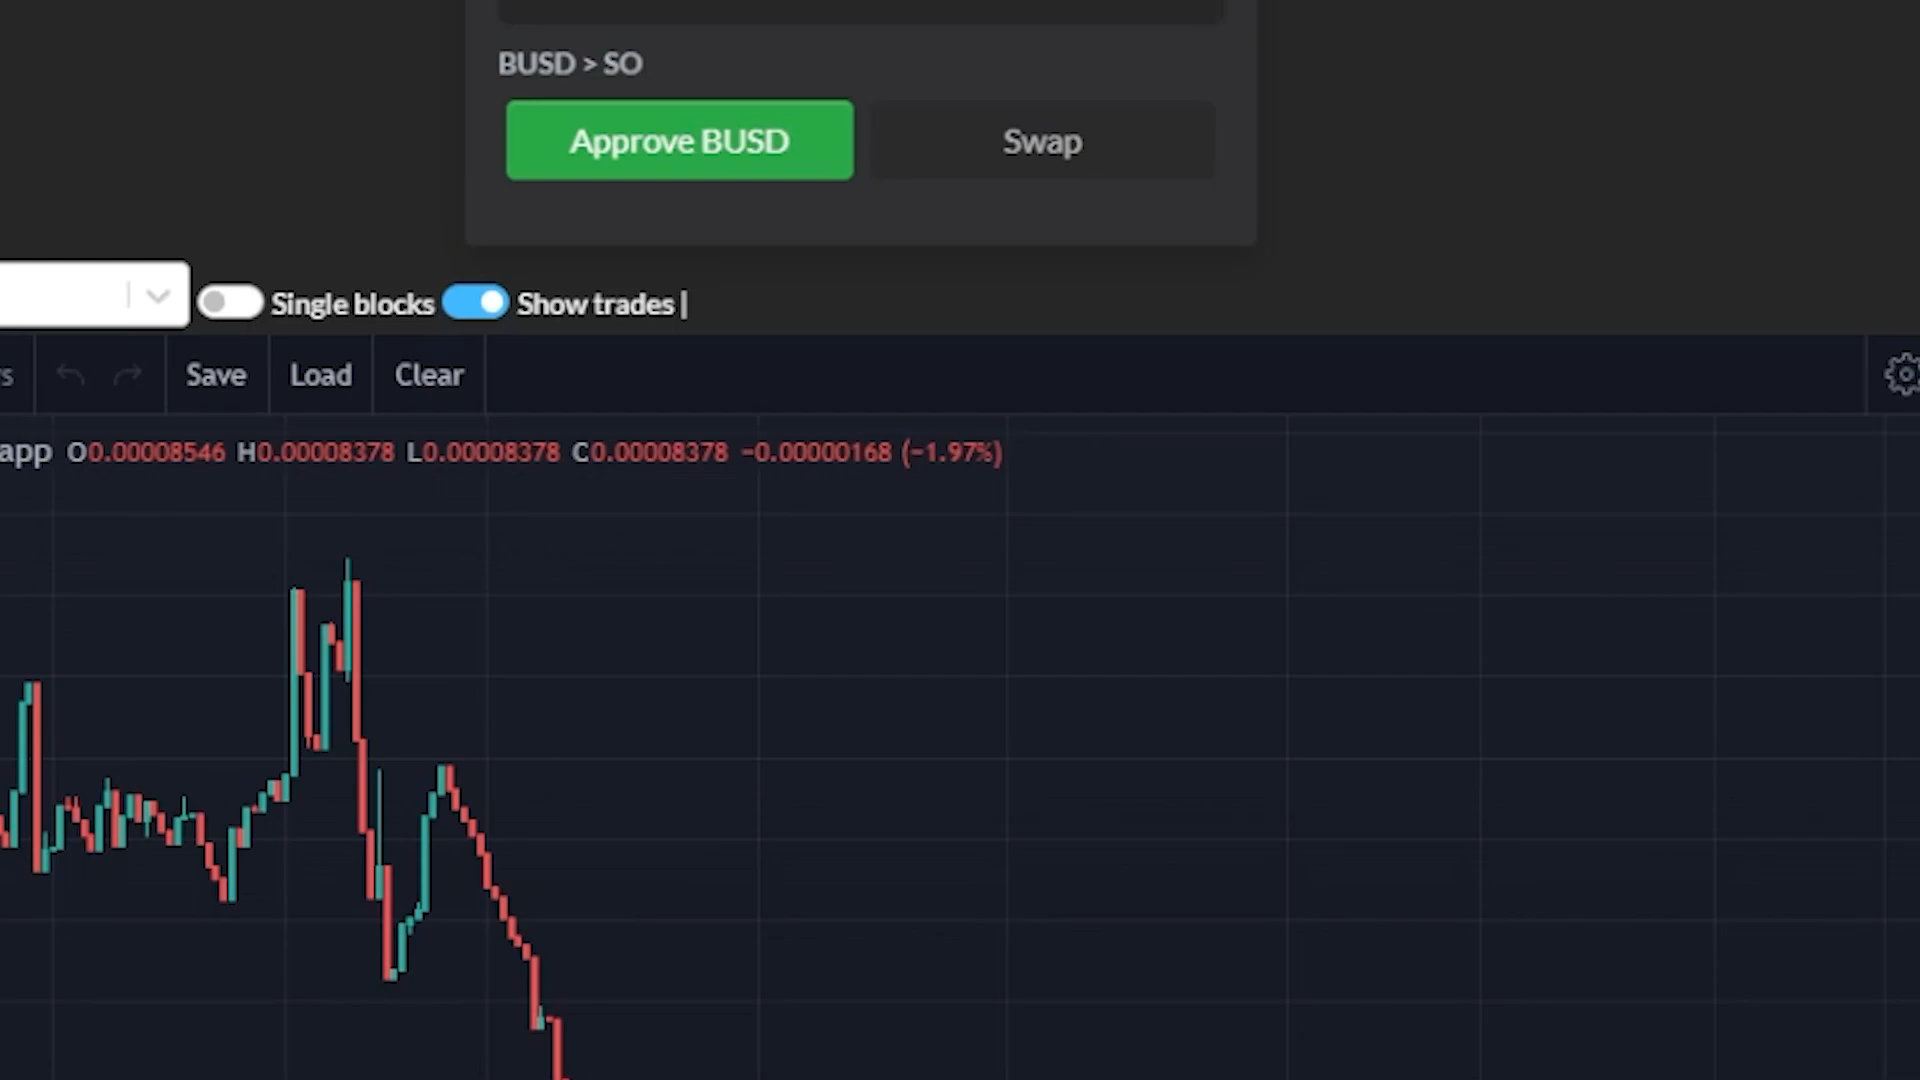 BUSD > SO
Approve BUSD
Swap
Single blocks
Show trades |
s
Save
Load
Clear
app O0.00008546 H0.00008378 L0.00008378 C0.00008378 −0.00000168 (−1.97%)